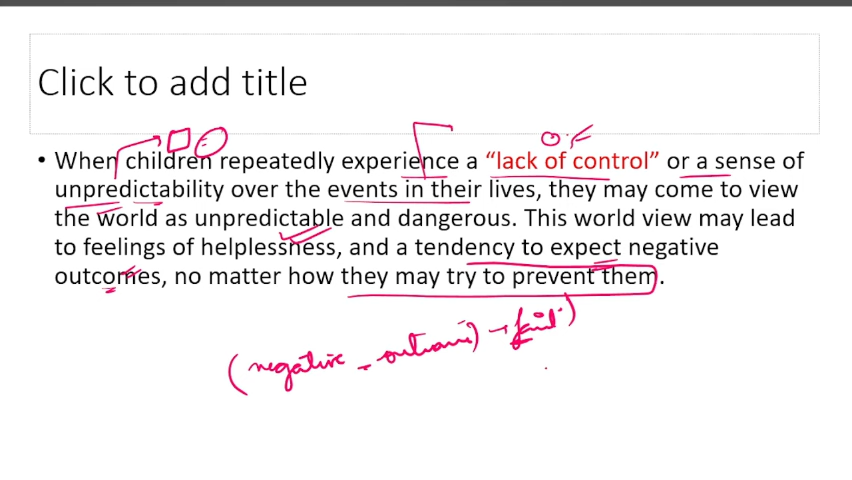 Click to add title
• When children repeatedly experience a “lack of control” or a sense of
unpredictability over the events in their lives, they may come to view
the world as unpredictable and dangerous. This world view may lead
to feelings of helplessness, and a tendency to expect negative
outcomes, no matter how they may try to prevent them.
(negative